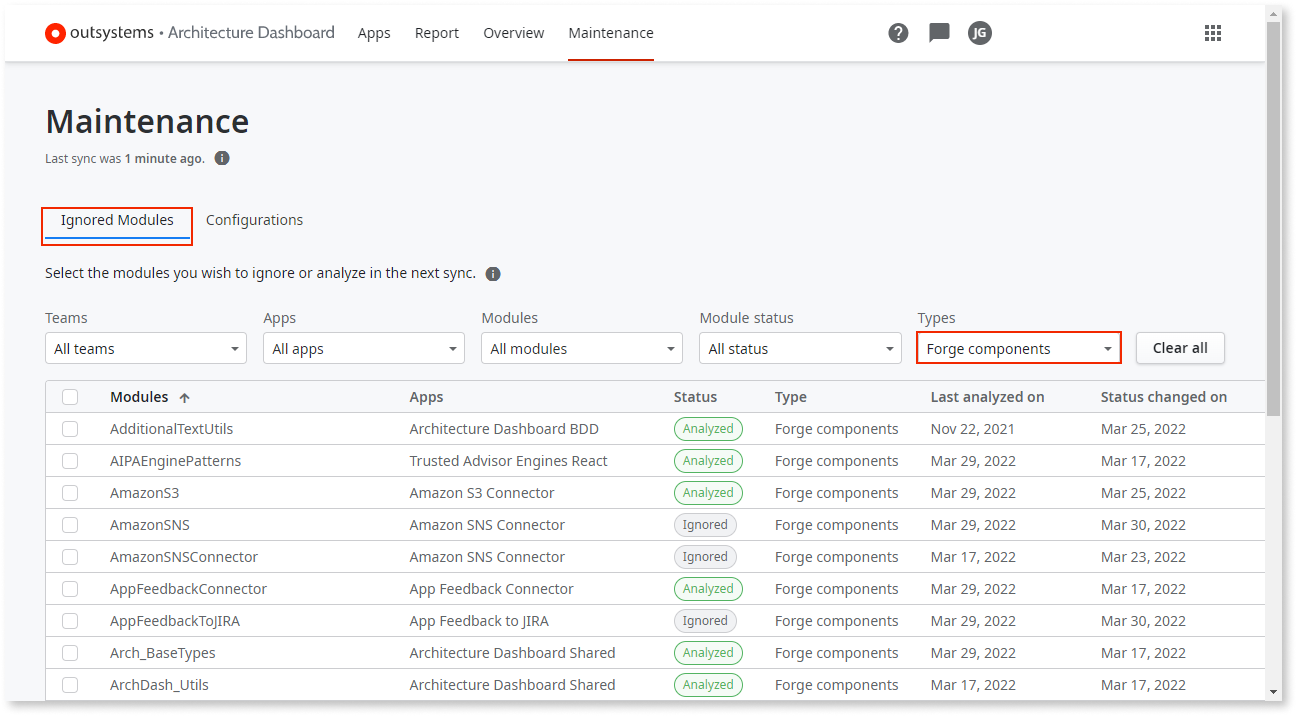 outsystems • Architecture Dashboard Apps Report Overview Maintenance JG
Maintenance
Last sync was 1 minute ago.
Ignored Modules Configurations
Select the modules you wish to ignore or analyze in the next sync.
Teams Apps Modules Module status Types
All teams All apps All modules All status Forge components Clear all
Modules Apps Status Type Last analyzed on Status changed on
AdditionalTextUtils Architecture Dashboard BDD Analyzed Forge components Nov 22, 2021 Mar 25, 2022
AIPAEnginePatterns Trusted Advisor Engines React Analyzed Forge components Mar 29, 2022 Mar 17, 2022
AmazonS3 Amazon S3 Connector Analyzed Forge components Mar 29, 2022 Mar 25, 2022
AmazonSNS Amazon SNS Connector Ignored Forge components Mar 29, 2022 Mar 30, 2022
AmazonSNSConnector Amazon SNS Connector Ignored Forge components Mar 17, 2022 Mar 23, 2022
AppFeedbackConnector App Feedback Connector Analyzed Forge components Mar 29, 2022 Mar 17, 2022
AppFeedbackToJIRA App Feedback to JIRA Ignored Forge components Mar 29, 2022 Mar 30, 2022
Arch_BaseTypes Architecture Dashboard Shared Analyzed Forge components Mar 29, 2022 Mar 17, 2022
ArchDash_Utils Architecture Dashboard Shared Analyzed Forge components Mar 17, 2022 Mar 17, 2022